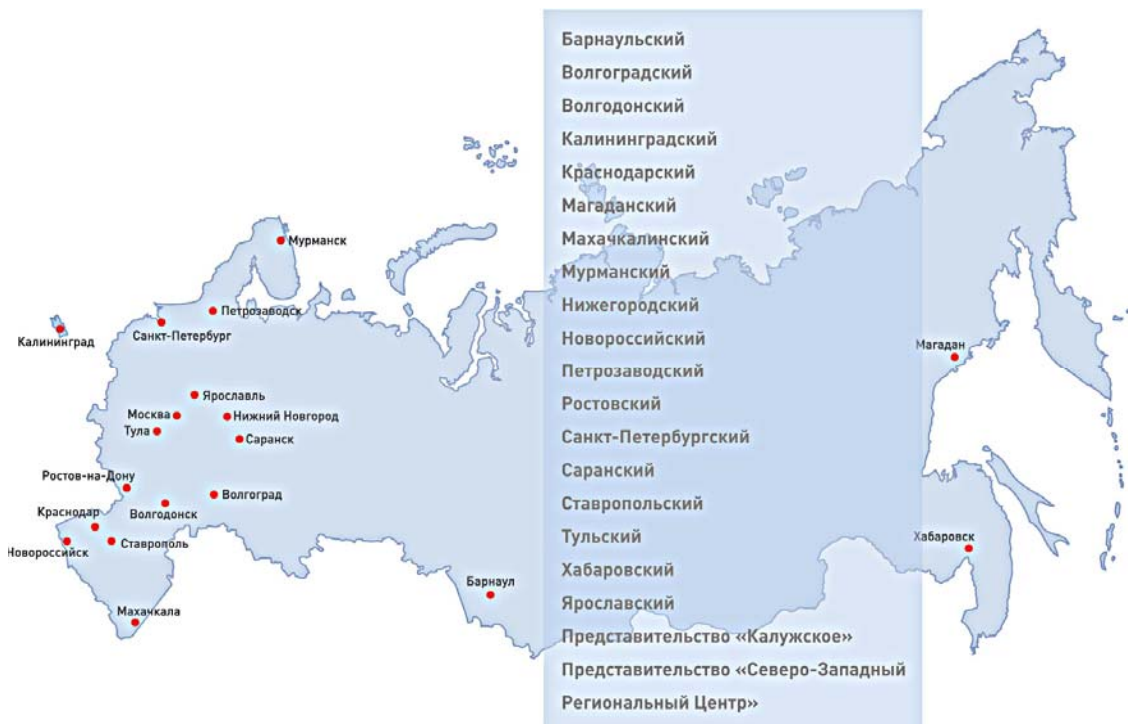 Барнаульский
Волгоградский
Волгодонский
Калининградский
Краснодарский
Магаданский
Махачкалинский
Мурманский
Нижегородский
Новороссийский
Петрозаводский
Ростовский
Санкт-Петербургский
Саранский
Ставропольский
Тульский
Хабаровский
Ярославский
Представительство «Калужское»
Представительство «Северо-Западный
Региональный Центр»
Мурманск
Петрозаводск
Санкт-Петербург
Калининград
Ярославль
Москва
Нижний Новгород
Тула
Саранск
Ростов-на-Дону
Волгоград
Волгодонск
Краснодар
Ставрополь
Новороссийск
Махачкала
Барнаул
Магадан
Хабаровск